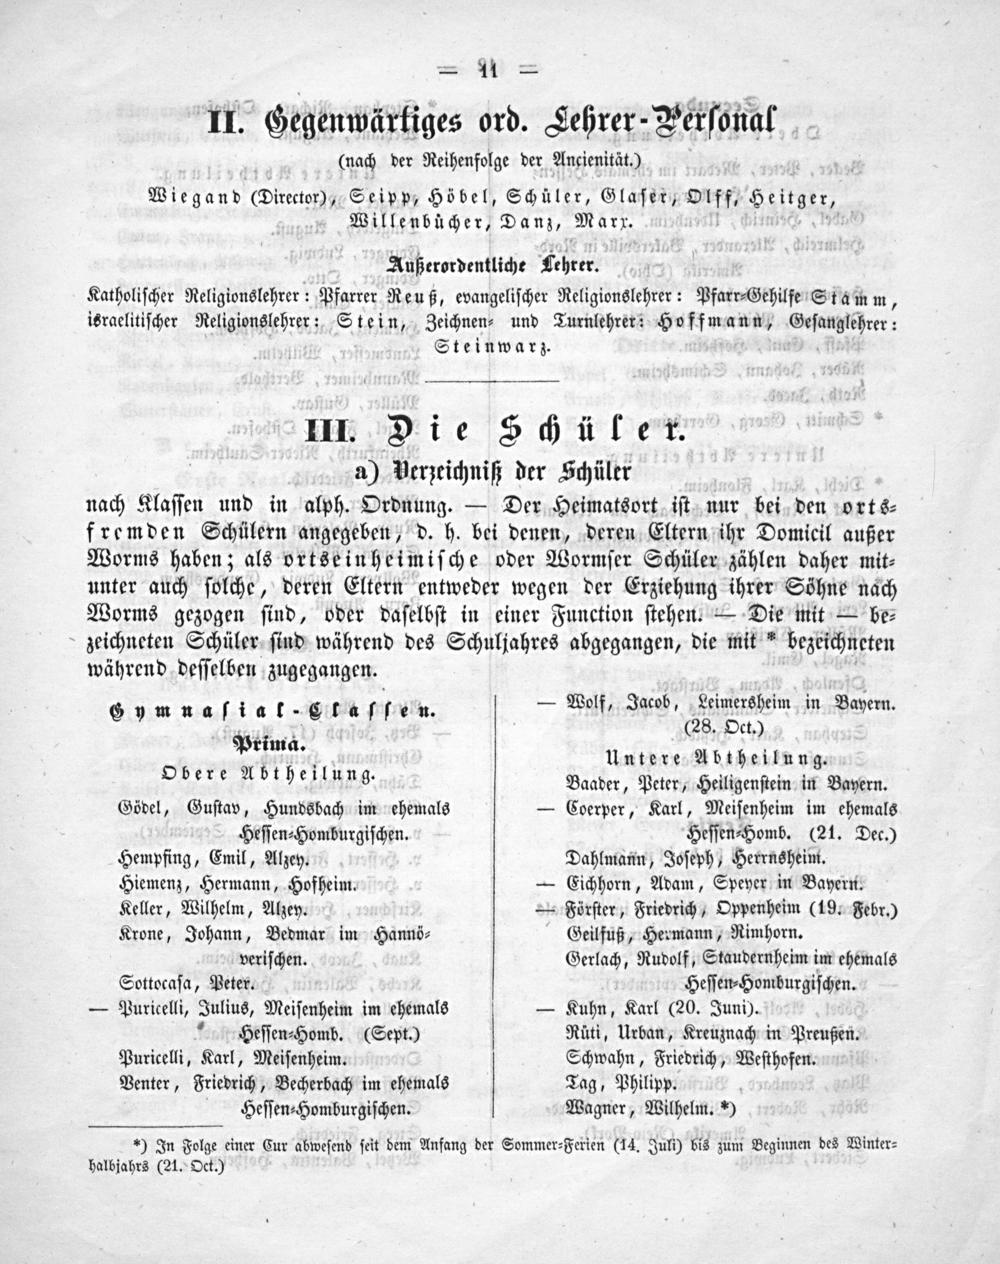 = 11 =
II. Gegenwärtiges ord. Lehrer-Personal
(nach der Reihenfolge der Ancienität.)
Wiegand (Director), Seipp, Höbel, Schüler, Glaser, Olff, Heitger,
Willenbücher, Danz, Marx.
Außerordentliche Lehrer.
Katholischer Religionslehrer: Pfarrer Reuß, evangelischer Religionslehrer: Pfarr-Gehilfe Stamm,
israelitischer Religionslehrer: Stein, Zeichnen- und Turnlehrer: Hoffmann, Gesanglehrer:
Steinwarz.
III. Die Schüler.
a) Verzeichniß der Schüler
nach Klassen und in alph. Ordnung. — Der Heimatsort ist nur bei den orts-
fremden Schülern angegeben, d. h. bei denen, deren Eltern ihr Domicil außer
Worms haben; als ortseinheimische oder Wormser Schüler zählen daher mit-
unter auch solche, deren Eltern entweder wegen der Erziehung ihrer Söhne nach
Worms gezogen sind, oder daselbst in einer Function stehen. — Die mit — be-
zeichneten Schüler sind während des Schuljahres abgegangen, die mit * bezeichneten
während desselben zugegangen.
Gymnasial-Classen.
Prima.
Obere Abtheilung.
Gödel, Gustav, Hundsbach im ehemals
Hessen-Homburgischen.
Hempfing, Emil, Alzey.
Hiemenz, Hermann, Hofheim.
Keller, Wilhelm, Alzey.
Krone, Johann, Bedmar im Hannö-
verischen.
Sottocasa, Peter.
— Puricelli, Julius, Meisenheim im ehemals
Hessen-Homb. (Sept.)
Puricelli, Karl, Meisenheim.
Venter, Friedrich, Becherbach im ehemals
Hessen-Homburgischen.
— Wolf, Jacob, Leimersheim in Bayern.
(28. Oct.)
Untere Abtheilung.
Baader, Peter, Heiligenstein in Bayern.
— Coerper, Karl, Meisenheim im ehemals
Hessen-Homb. (21. Dec.)
Dahlmann, Joseph, Herrnsheim.
— Eichhorn, Adam, Speyer in Bayern.
— Förster, Friedrich, Oppenheim (19. Febr.)
Geilfuß, Hermann, Rimhorn.
Gerlach, Rudolf, Staudernheim im ehemals
Hessen-Homburgischen.
— Kuhn, Karl (20. Juni).
Rüti, Urban, Kreuznach in Preußen.
Schwahn, Friedrich, Westhofen.
Tag, Philipp.
Wagner, Wilhelm. *)
*) In Folge einer Cur abwesend seit dem Anfang der Sommer-Ferien (14. Juli) bis zum Beginnen des Winter-
halbjahrs (21. Oct.)